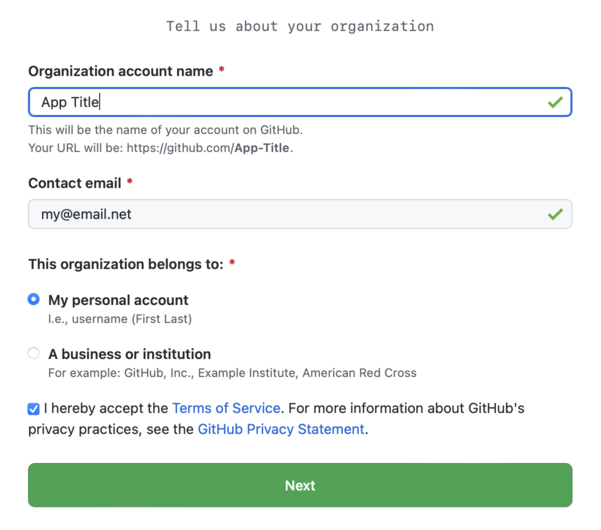 Tell us about your organization
Organization account name *
App Title
This will be the name of your account on GitHub.
Your URL will be: https://github.com/App-Title.
Contact email *
my@email.net
This organization belongs to: *
My personal account
I.e., username (First Last)
A business or institution
For example: GitHub, Inc., Example Institute, American Red Cross
I hereby accept the Terms of Service. For more information about GitHub's
privacy practices, see the GitHub Privacy Statement.
Next